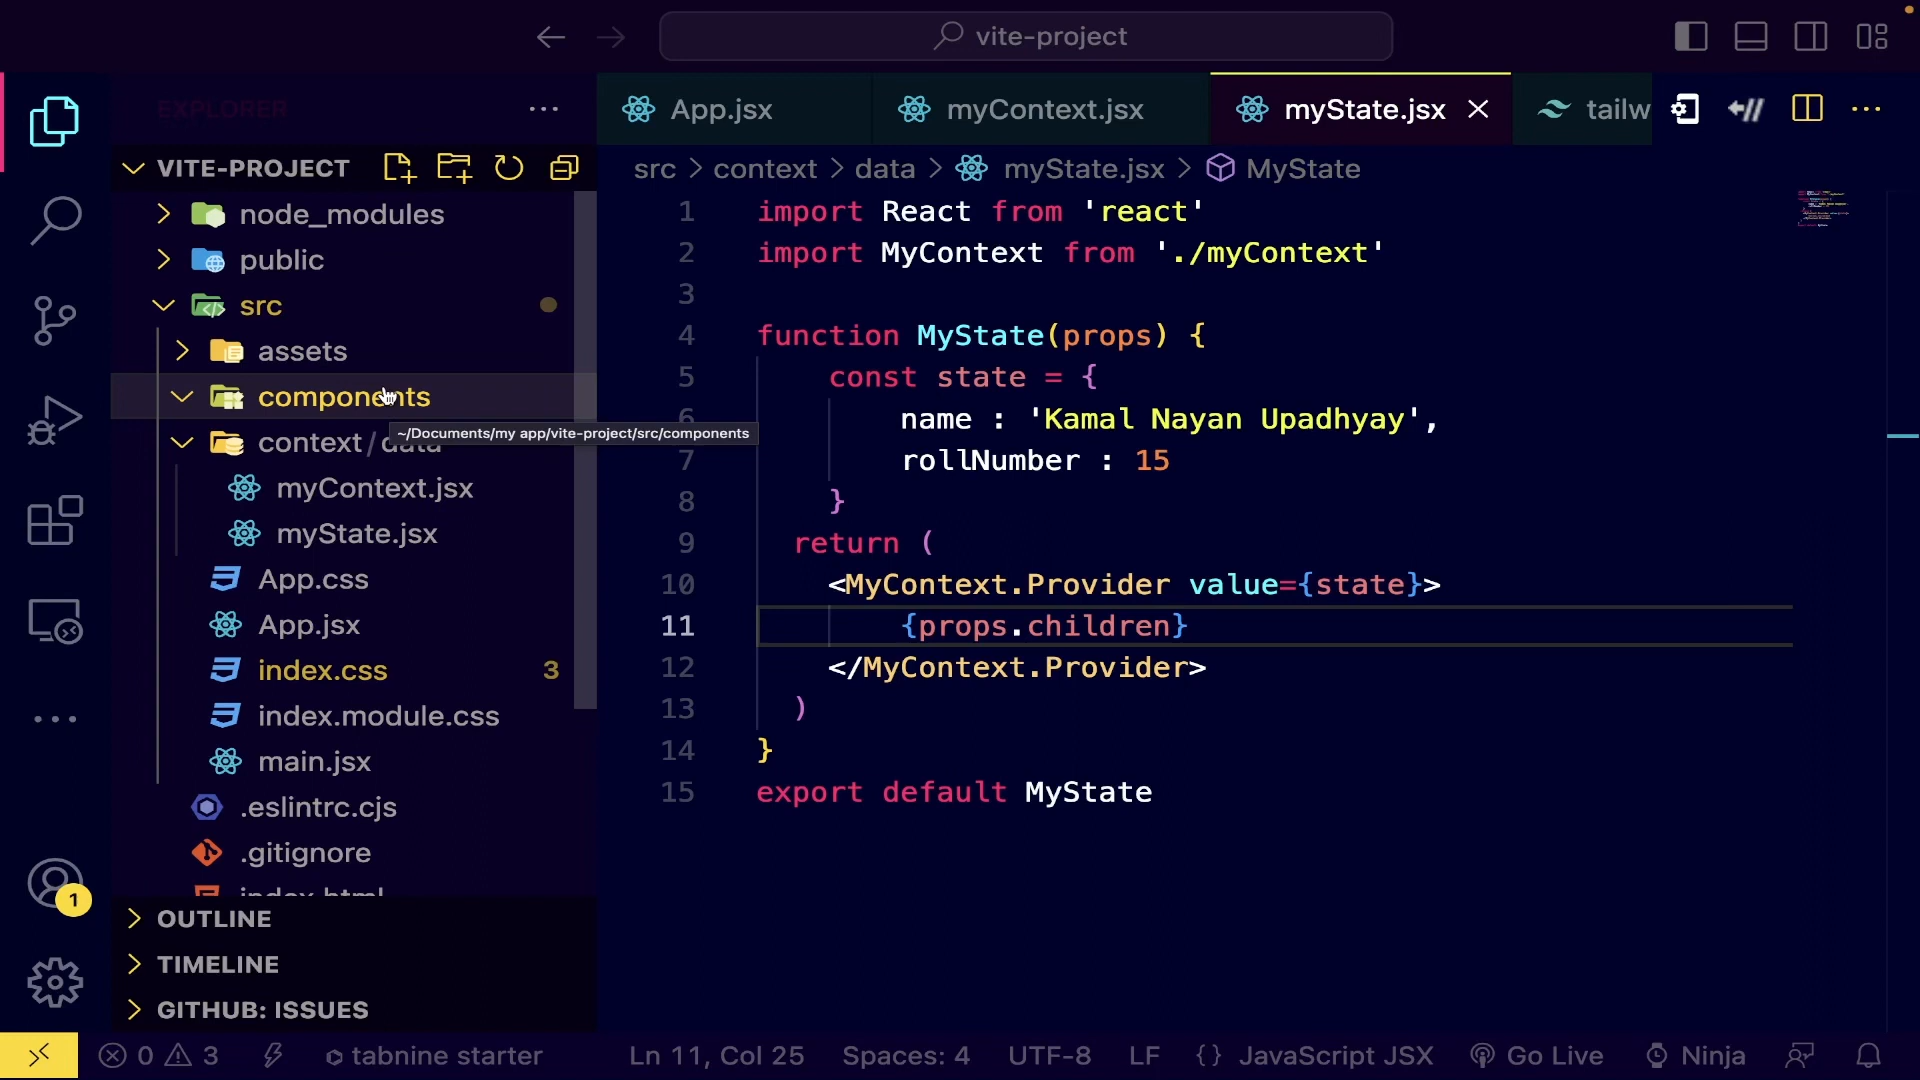 vite-project
EXPLORER
VITE-PROJECT
node_modules
public
src
assets
components
~/Documents/my app/vite-project/src/components
context/data
myContext.jsx
myState.jsx
App.css
App.jsx
index.css 3
index.module.css
main.jsx
.eslintrc.cjs
.gitignore
index.html
OUTLINE
TIMELINE
GITHUB: ISSUES
1
App.jsx
myContext.jsx
myState.jsx
tailw
src > context > data > myState.jsx > MyState
1 import React from 'react'
2 import MyContext from './myContext'
3
4 function MyState(props) {
5 const state = {
6 name : 'Kamal Nayan Upadhyay',
7 rollNumber : 15
8 }
9 return (
10 <MyContext.Provider value={state}>
11 {props.children}
12 </MyContext.Provider>
13 )
14 }
15 export default MyState
0 3 tabnine starter Ln 11, Col 25 Spaces: 4 UTF-8 LF {} JavaScript JSX Go Live Ninja